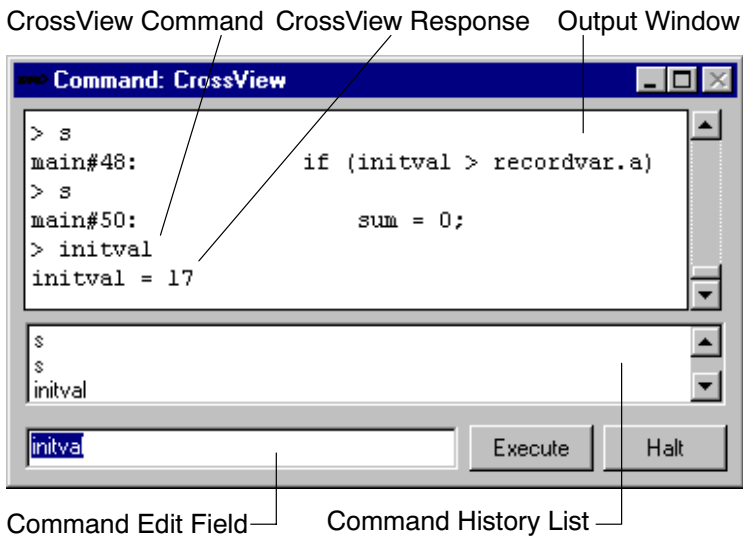 CrossView Command CrossView Response Output Window
Command: CrossView
> s
main#48: if (initval > recordvar.a)
> s
main#50: sum = 0;
> initval
initval = 17
s
s
initval
initval Execute Halt
Command Edit Field Command History List